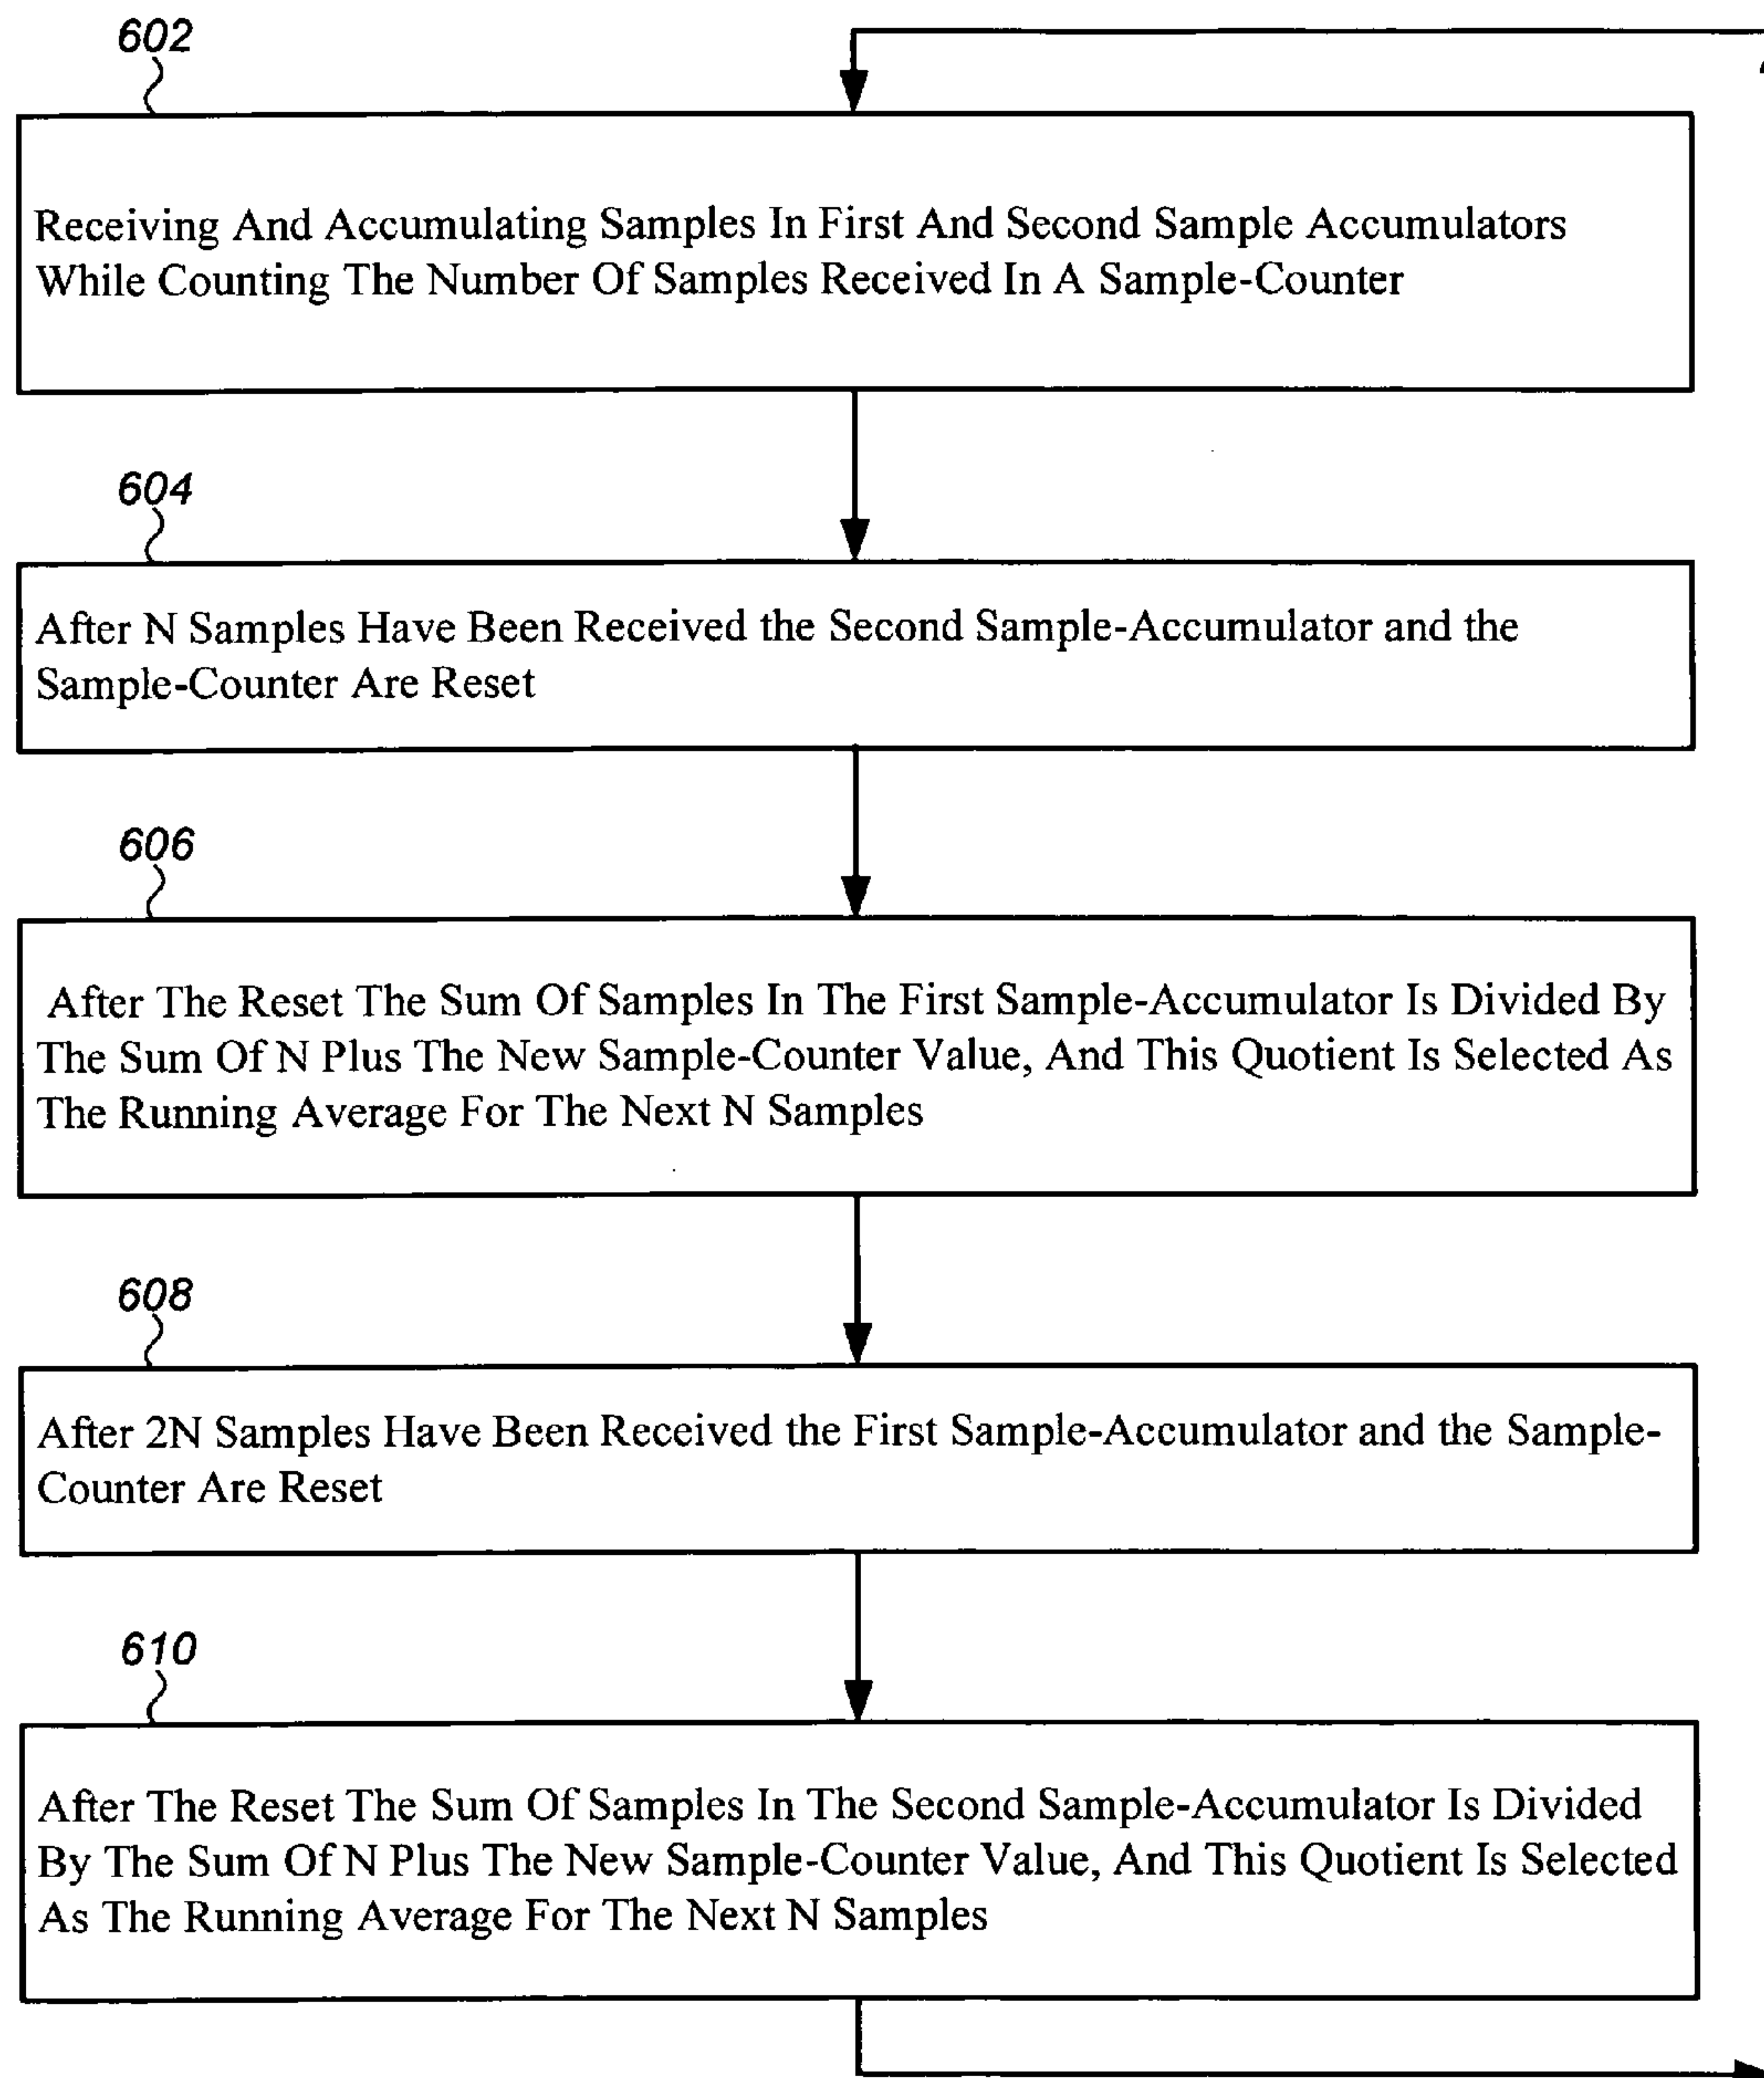 602
Receiving And Accumulating Samples In First And Second Sample Accumulators
While Counting The Number Of Samples Received In A Sample-Counter
604
After N Samples Have Been Received the Second Sample-Accumulator and the
Sample-Counter Are Reset
606
After The Reset The Sum Of Samples In The First Sample-Accumulator Is Divided By
The Sum Of N Plus The New Sample-Counter Value, And This Quotient Is Selected As
The Running Average For The Next N Samples
608
After 2N Samples Have Been Received the First Sample-Accumulator and the Sample-
Counter Are Reset
610
After The Reset The Sum Of Samples In The Second Sample-Accumulator Is Divided
By The Sum Of N Plus The New Sample-Counter Value, And This Quotient Is Selected
As The Running Average For The Next N Samples